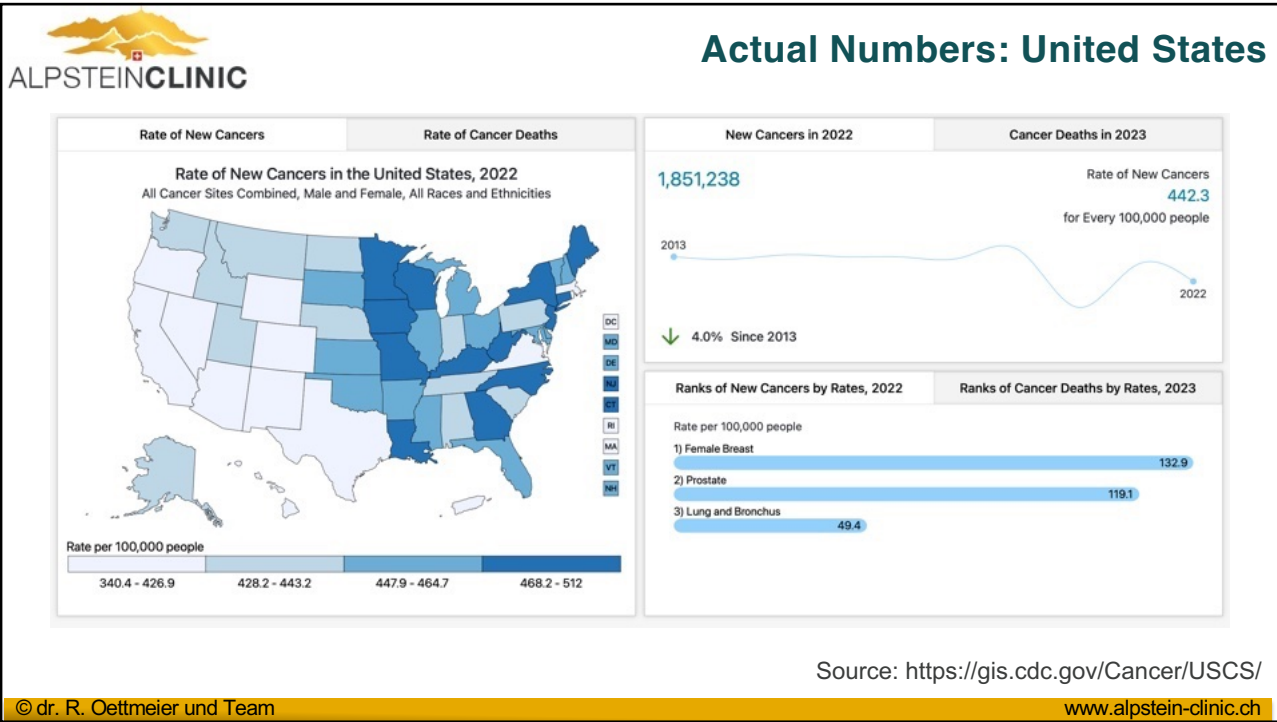 ALPSTEINCLINIC
Actual Numbers: United States
Rate of New Cancers
Rate of Cancer Deaths
Rate of New Cancers in the United States, 2022
All Cancer Sites Combined, Male and Female, All Races and Ethnicities
DC
MD
DE
NJ
CT
RI
MA
VT
NH
Rate per 100,000 people
340.4 - 426.9
428.2 - 443.2
447.9 - 464.7
468.2 - 512
New Cancers in 2022
Cancer Deaths in 2023
1,851,238
Rate of New Cancers
442.3
for Every 100,000 people
2013
2022
4.0% Since 2013
Ranks of New Cancers by Rates, 2022
Ranks of Cancer Deaths by Rates, 2023
Rate per 100,000 people
1) Female Breast
132.9
2) Prostate
119.1
3) Lung and Bronchus
49.4
Source: https://gis.cdc.gov/Cancer/USCS/
© dr. R. Oettmeier und Team
www.alpstein-clinic.ch